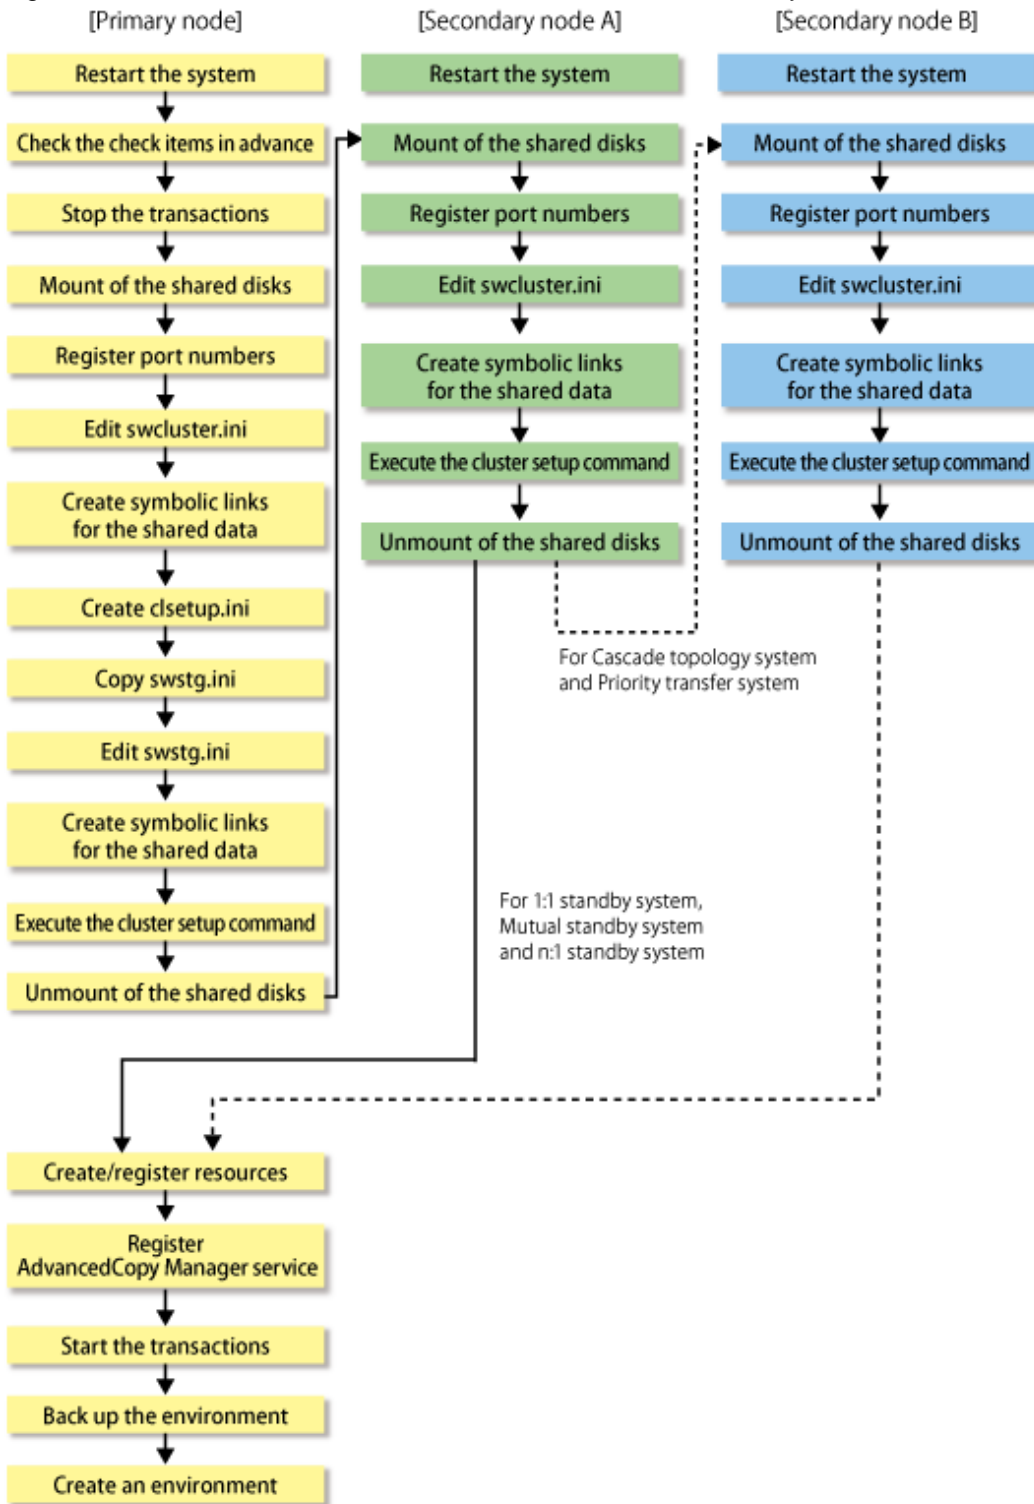 [Primary node]
Restart the system
Check the check items in advance
Stop the transactions
Mount of the shared disks
Register port numbers
Edit swcluster.ini
Create symbolic links
for the shared data
Create clsetup.ini
Copy swstg.ini
Edit swstg.ini
Create symbolic links
for the shared data
Execute the cluster setup command
Unmount of the shared disks
[Secondary node A]
Restart the system
Mount of the shared disks
Register port numbers
Edit swcluster.ini
Create symbolic links
for the shared data
Execute the cluster setup command
Unmount of the shared disks
[Secondary node B]
Restart the system
Mount of the shared disks
Register port numbers
Edit swcluster.ini
Create symbolic links
for the shared data
Execute the cluster setup command
Unmount of the shared disks
For Cascade topology system
and Priority transfer system
For 1:1 standby system,
Mutual standby system
and n:1 standby system
Create/register resources
Register
AdvancedCopy Manager service
Start the transactions
Back up the environment
Create an environment